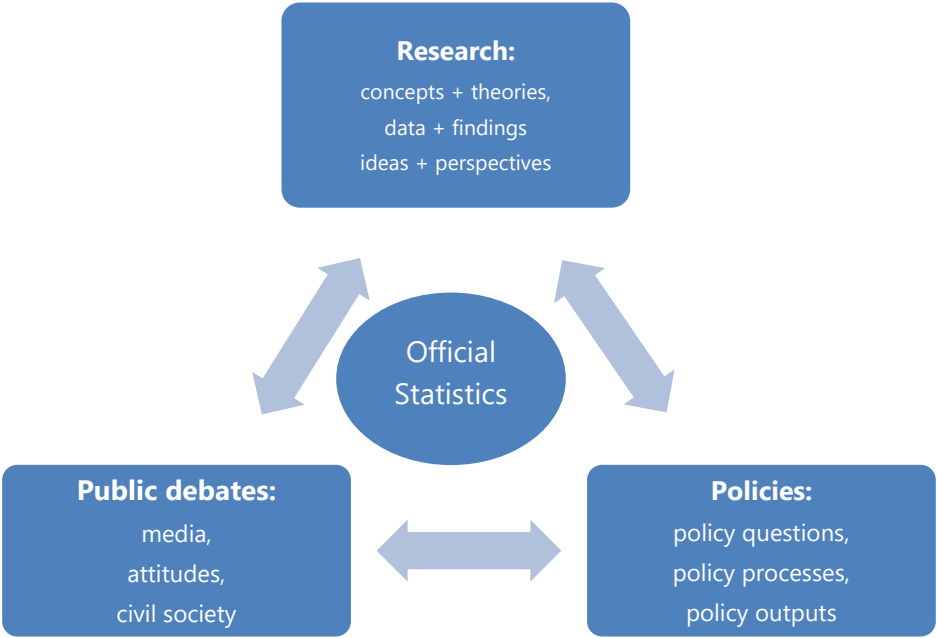 Research:
concepts + theories,
data + findings
ideas + perspectives
Official
Statistics
Public debates:
media,
attitudes,
civil society
Policies:
policy questions,
policy processes,
policy outputs